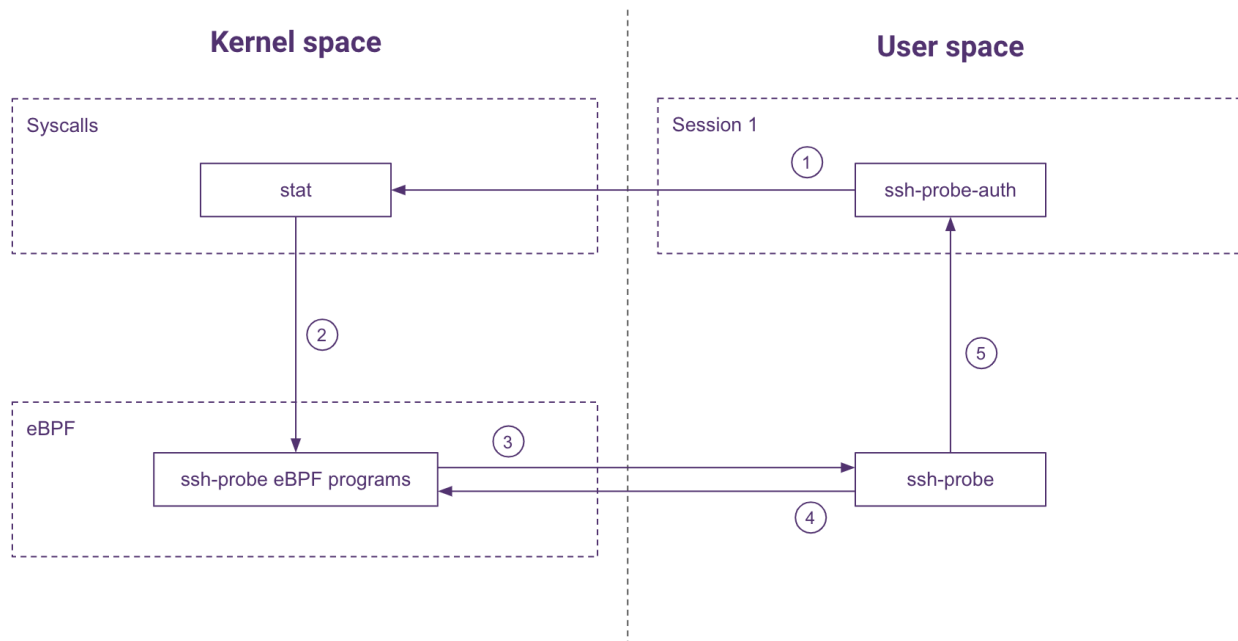 Kernel space
User space
Syscalls
Session 1
1
stat
ssh-probe-auth
2
5
eBPF
3
ssh-probe eBPF programs
ssh-probe
4